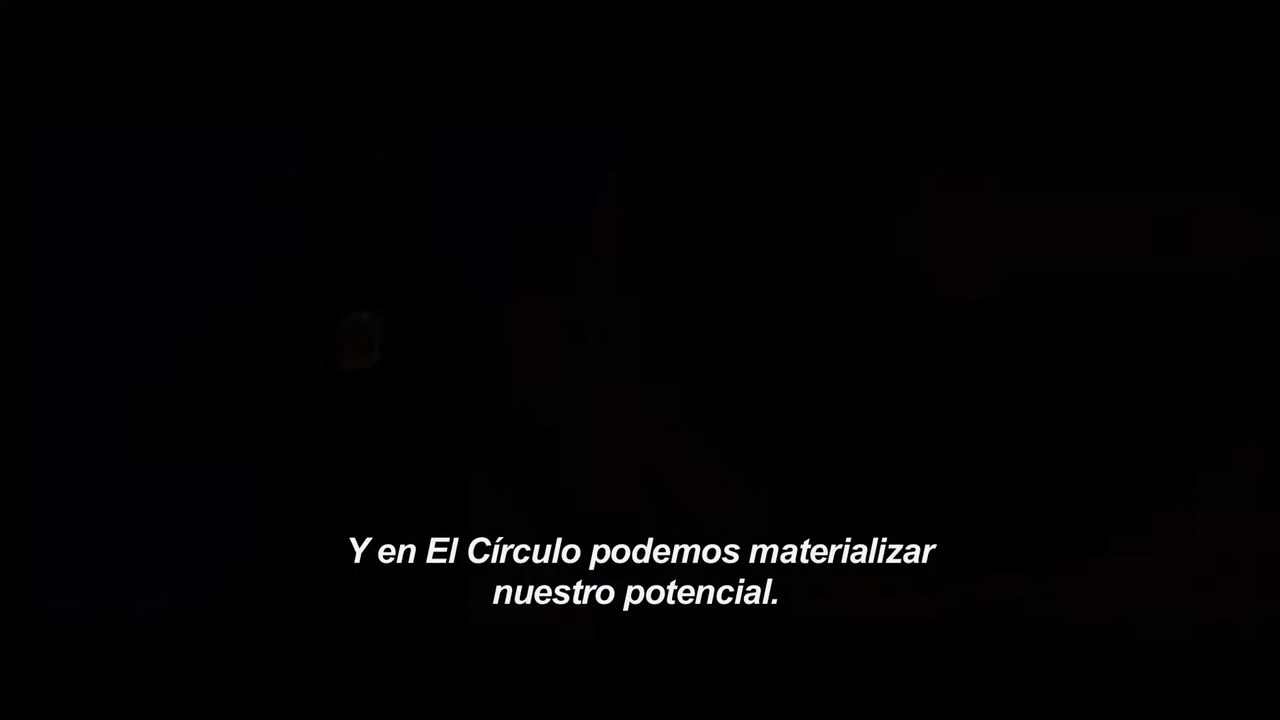 Y en El Círculo podemos materializar
nuestro potencial.